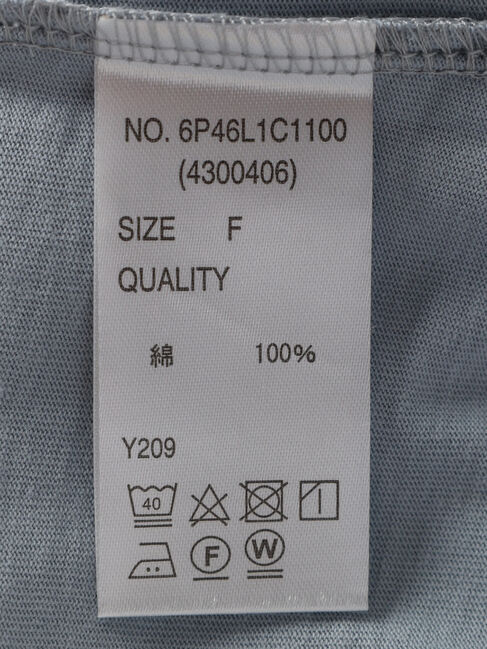 NO. 6P46L1C1100
(4300406)
SIZE F
QUALITY
綿 100%
Y209
40
F W